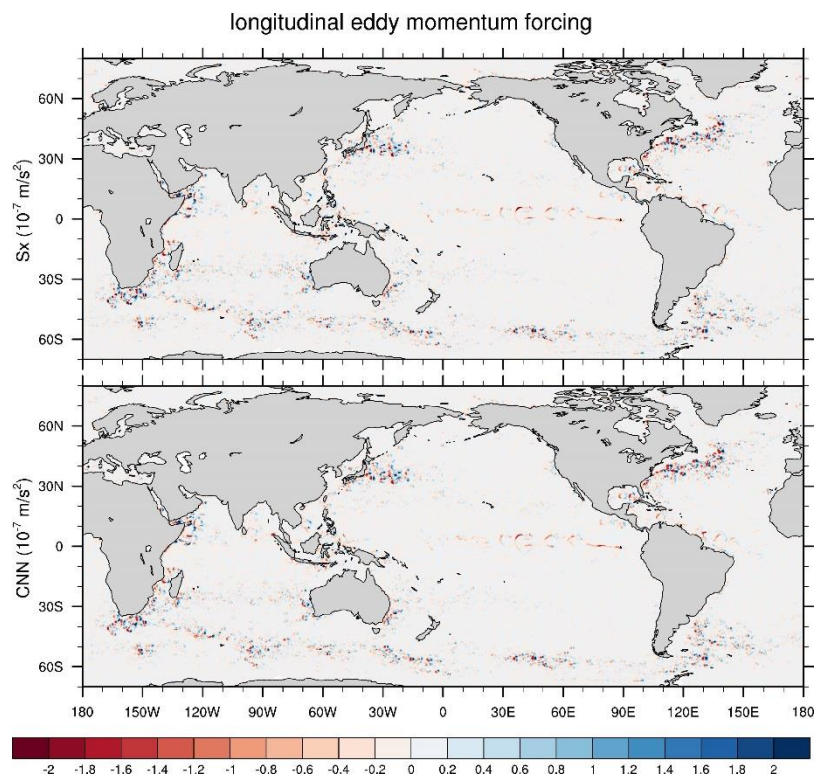 longitudinal eddy momentum forcing
60N
30N
0
30S
60S
Sx (10⁻⁷ m/s²)
60N
30N
0
30S
60S
CNN (10⁻⁷ m/s²)
180 150W 120W 90W 60W 30W 0 30E 60E 90E 120E 150E 180
-2 -1.8 -1.6 -1.4 -1.2 -1 -0.8 -0.6 -0.4 -0.2 0 0.2 0.4 0.6 0.8 1 1.2 1.4 1.6 1.8 2